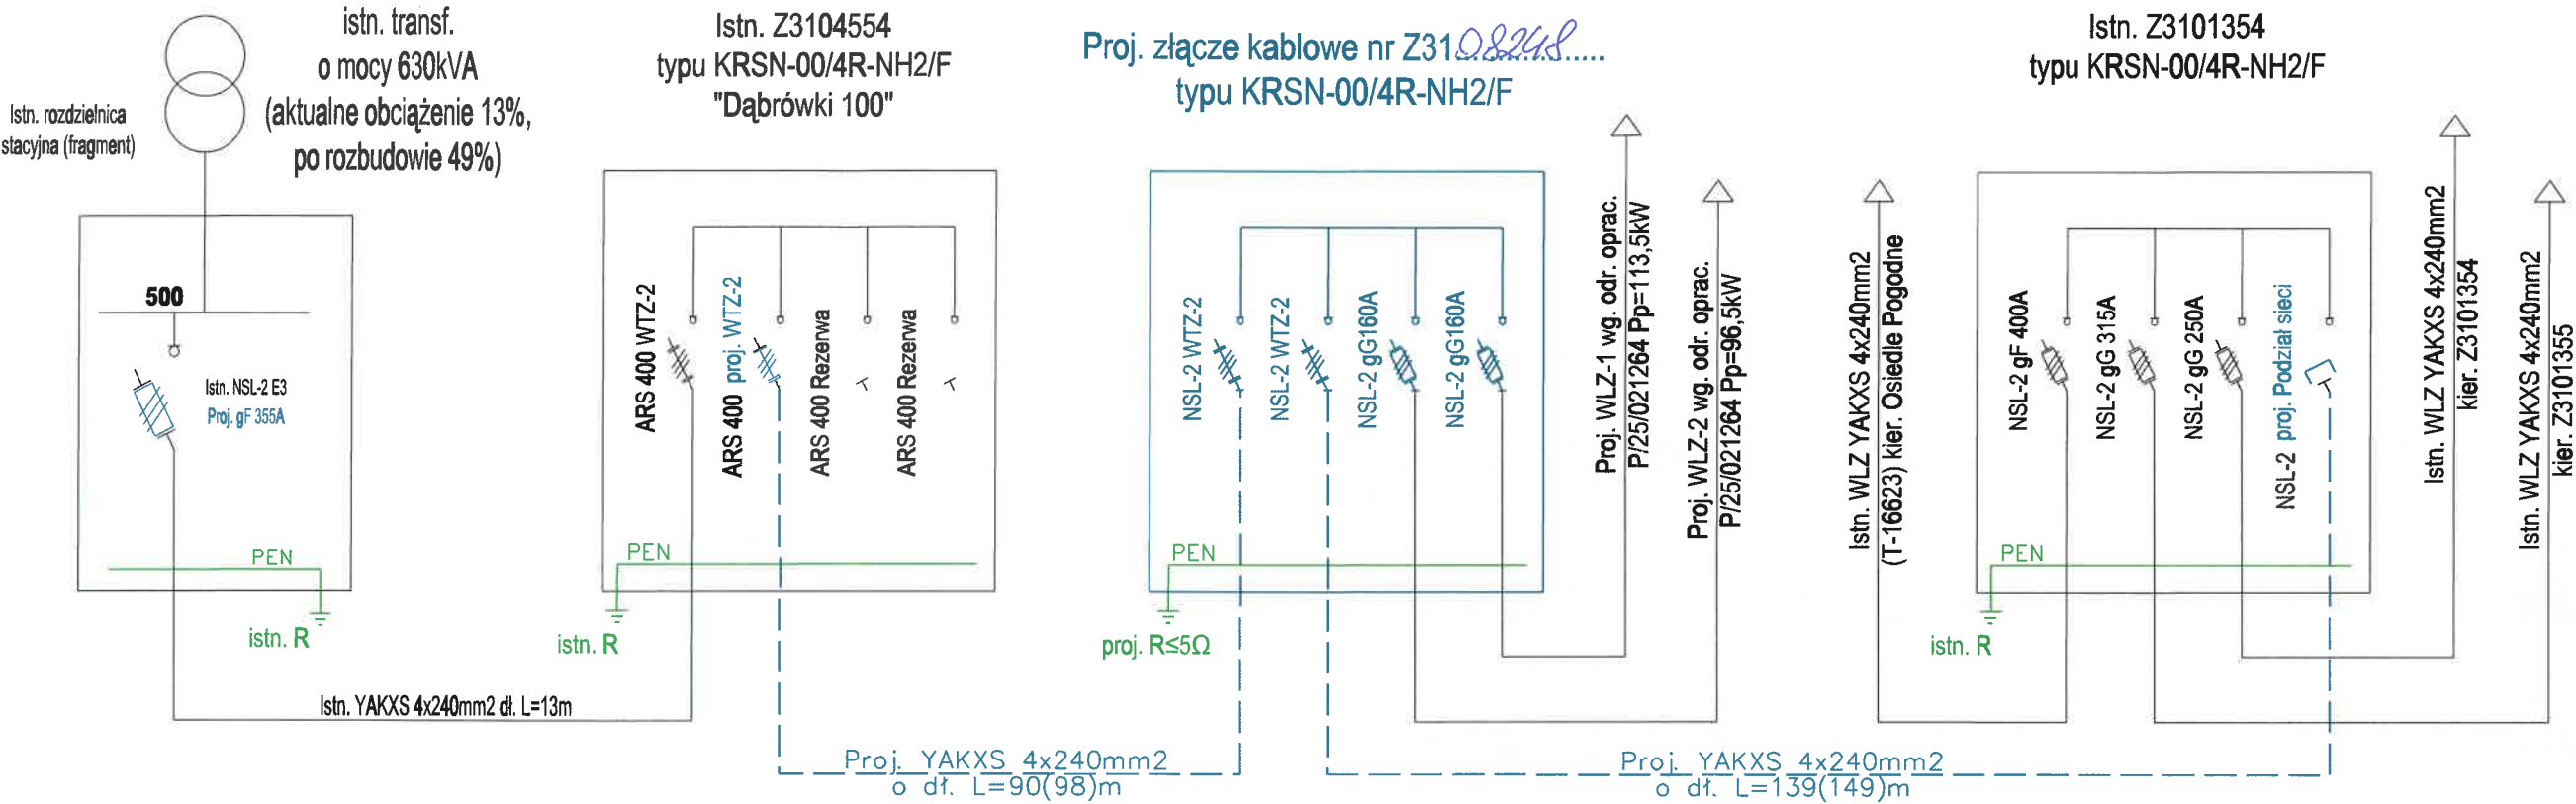 istn. transf.
o mocy 630kVA
(aktualne obciążenie 13%,
po rozbudowie 49%)
Istn. rozdzielnica
stacyjna (fragment)
500
Istn. NSL-2 E3
Proj. gF 355A
PEN
istn. R
Istn. YAKXS 4x240mm2 dł. L=13m
Istn. Z3104554
typu KRSN-00/4R-NH2/F
"Dąbrówki 100"
ARS 400 WTZ-2
ARS 400 proj. WTZ-2
ARS 400 Rezerwa
ARS 400 Rezerwa
PEN
istn. R
Proj. YAKXS 4x240mm2
o dł. L=90(98)m
Proj. złącze kablowe nr Z3108248.....
typu KRSN-00/4R-NH2/F
NSL-2 WTZ-2
NSL-2 WTZ-2
NSL-2 gG160A
NSL-2 gG160A
PEN
proj. R≤5Ω
Proj. WLZ-1 wg. odr. oprac.
P/25/021264 Pp=113,5kW
Proj. WLZ-2 wg. odr. oprac.
P/25/021264 Pp=96,5kW
Proj. YAKXS 4x240mm2
o dł. L=139(149)m
Istn. Z3101354
typu KRSN-00/4R-NH2/F
Istn. WLZ YAKXS 4x240mm2
(T-16623) kier. Osiedle Pogodne
NSL-2 gF 400A
NSL-2 gG 315A
NSL-2 gG 250A
NSL-2 proj. Podział sieci
PEN
istn. R
Istn. WLZ YAKXS 4x240mm2
kier. Z3101354
Istn. WLZ YAKXS 4x240mm2
kier. Z3101355